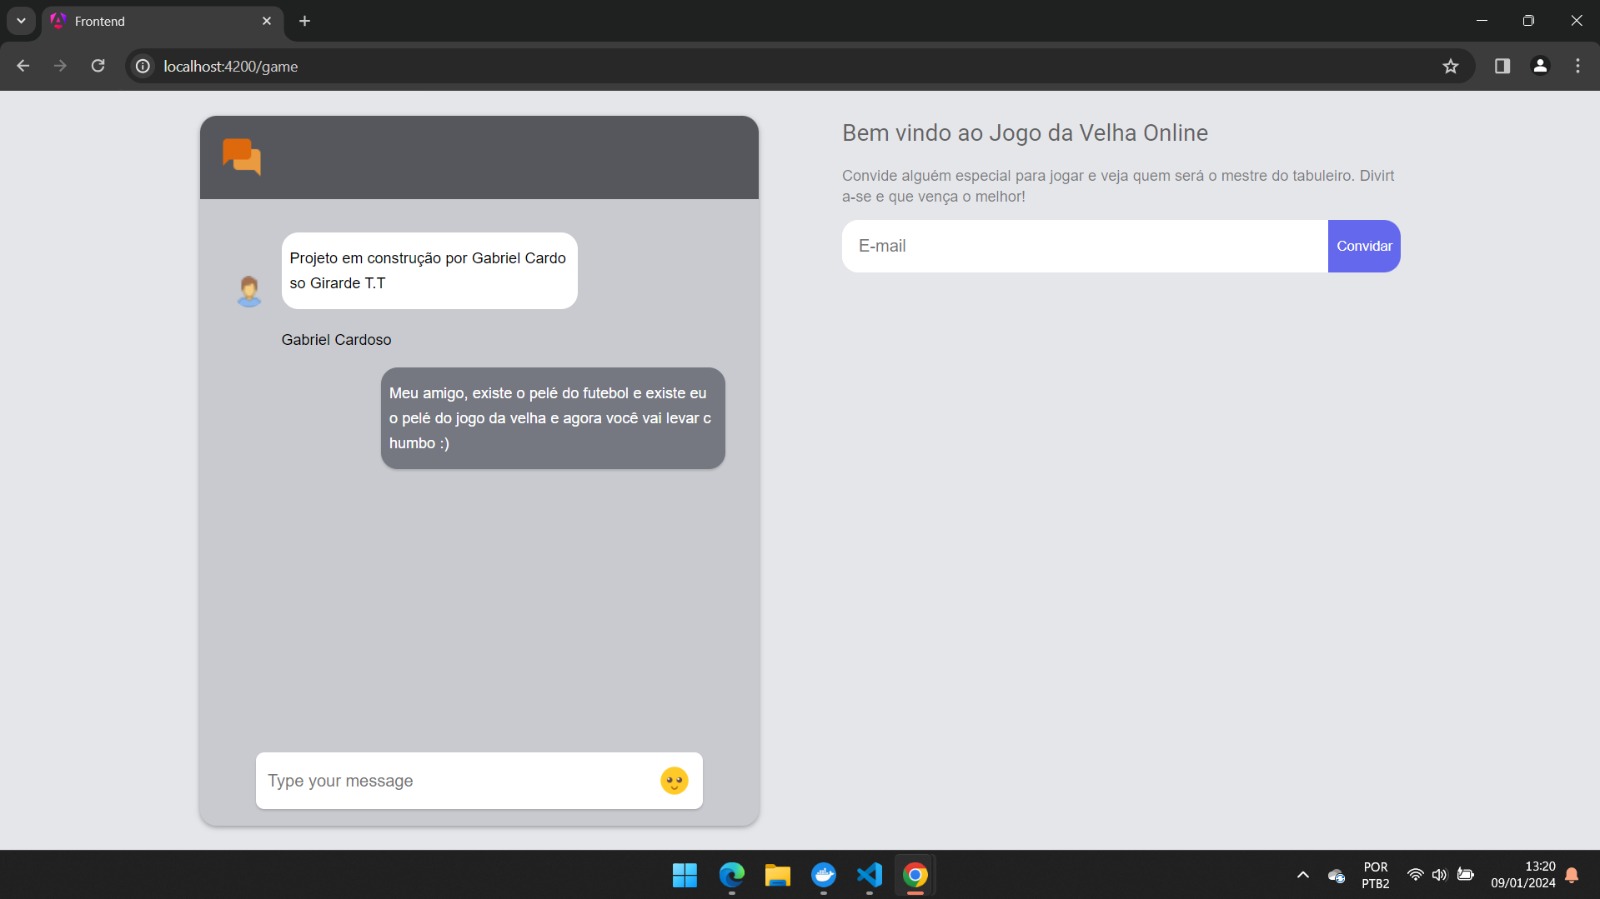 Frontend
localhost:4200/game
Bem vindo ao Jogo da Velha Online
Convide alguém especial para jogar e veja quem será o mestre do tabuleiro. Divirt
a-se e que vença o melhor!
E-mail
Convidar
Projeto em construção por Gabriel Cardo
so Girarde T.T
Gabriel Cardoso
Meu amigo, existe o pelé do futebol e existe eu
o pelé do jogo da velha e agora você vai levar c
humbo :)
Type your message
POR
PTB2
13:20
09/01/2024